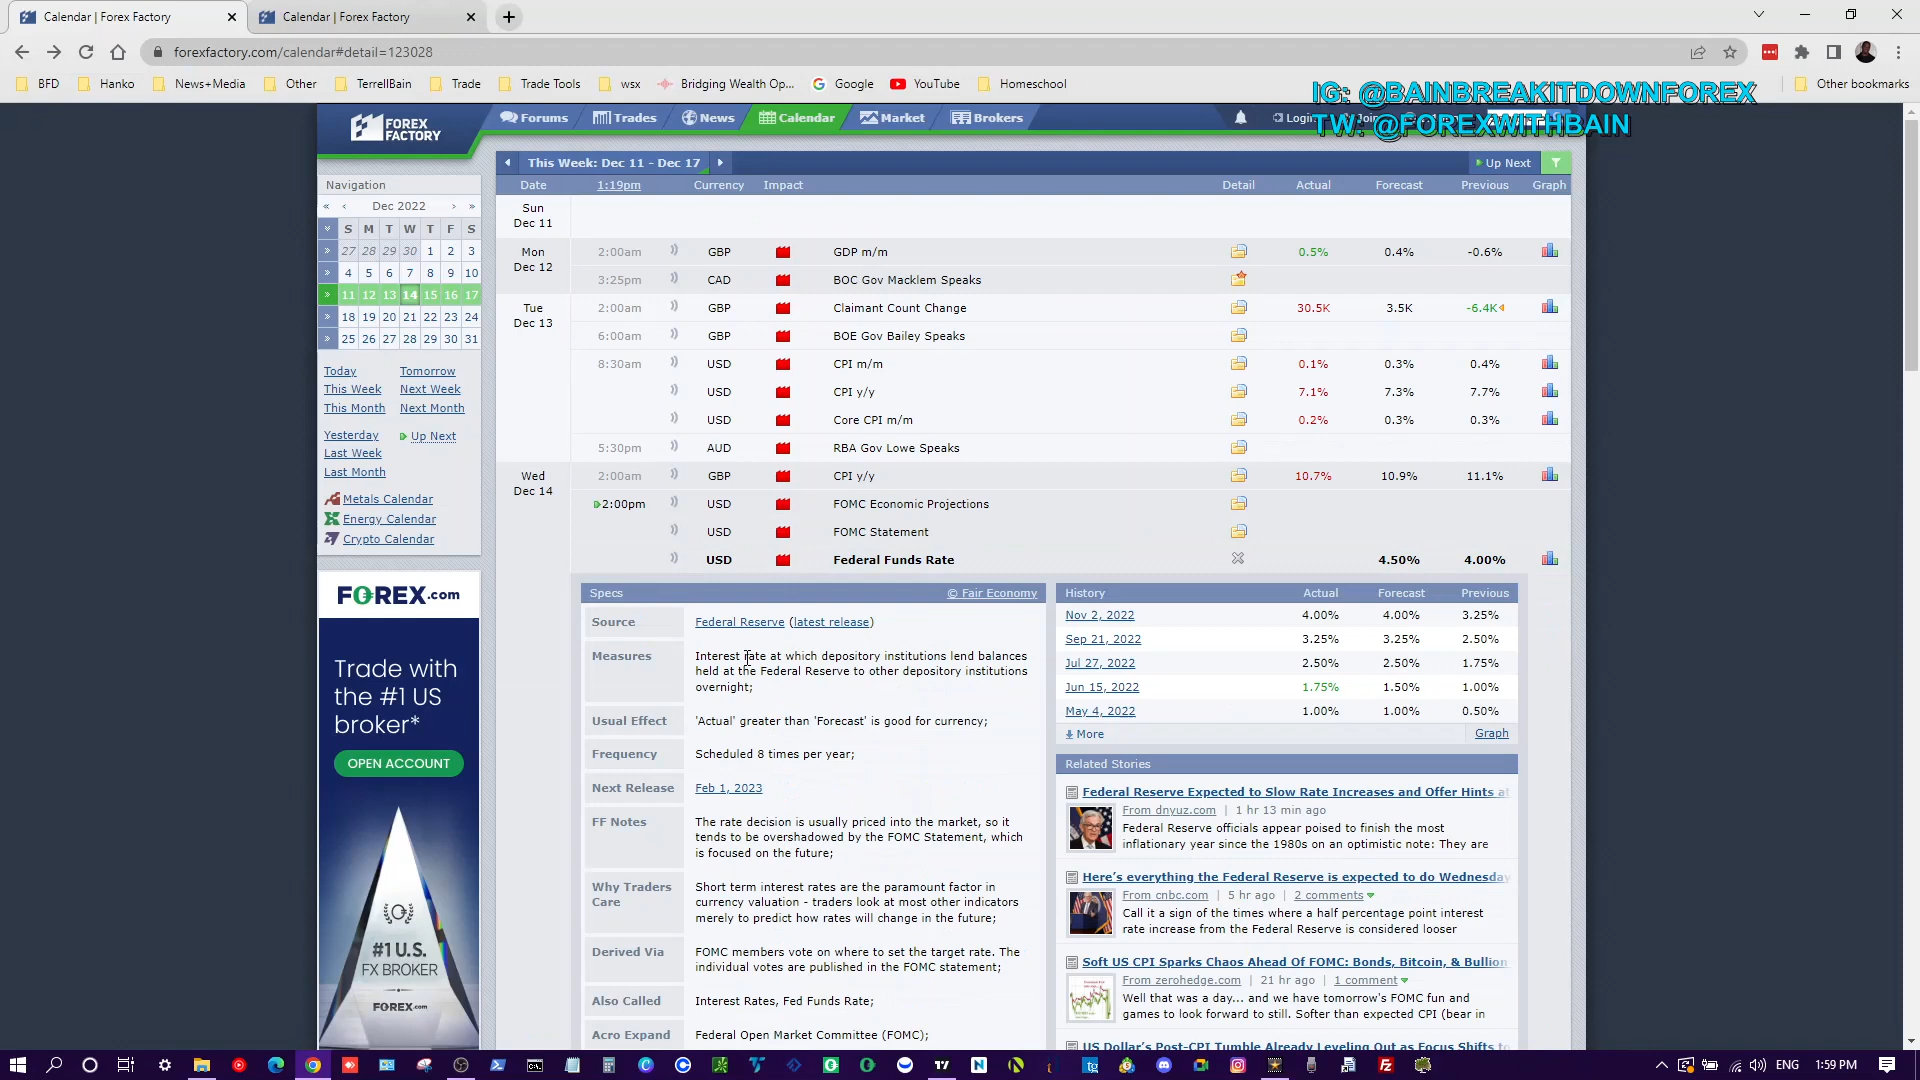 Calendar | Forex Factory
Calendar | Forex Factory
forexfactory.com/calendar#detail=123028
BFD Hanko News+Media Other TerrellBain Trade Trade Tools wsx Bridging Wealth Op... Google YouTube Homeschool Other bookmarks
IG: @BAINBREAKITDOWNFOREX
TW: @FOREXWITHBAIN
FOREX FACTORY
Forums Trades News Calendar Market Brokers Login
Navigation
« ‹ Dec 2022 › »
S M T W T F S
27 28 29 30 1 2 3
4 5 6 7 8 9 10
11 12 13 14 15 16 17
18 19 20 21 22 23 24
25 26 27 28 29 30 31
Today Tomorrow
This Week Next Week
This Month Next Month
Yesterday Up Next
Last Week
Last Month
Metals Calendar
Energy Calendar
Crypto Calendar
FOREX.com
Trade with
the #1 US
broker*
OPEN ACCOUNT
#1 U.S.
FX BROKER
FOREX.com
This Week: Dec 11 - Dec 17 Up Next
Date 1:19pm Currency Impact Detail Actual Forecast Previous Graph
Sun
Dec 11
Mon
Dec 12
2:00am GBP GDP m/m 0.5% 0.4% -0.6%
3:25pm CAD BOC Gov Macklem Speaks
Tue
Dec 13
2:00am GBP Claimant Count Change 30.5K 3.5K -6.4K
6:00am GBP BOE Gov Bailey Speaks
8:30am USD CPI m/m 0.1% 0.3% 0.4%
USD CPI y/y 7.1% 7.3% 7.7%
USD Core CPI m/m 0.2% 0.3% 0.3%
5:30pm AUD RBA Gov Lowe Speaks
Wed
Dec 14
2:00am GBP CPI y/y 10.7% 10.9% 11.1%
2:00pm USD FOMC Economic Projections
USD FOMC Statement
USD Federal Funds Rate 4.50% 4.00%
Specs © Fair Economy
Source Federal Reserve (latest release)
Measures Interest rate at which depository institutions lend balances
held at the Federal Reserve to other depository institutions
overnight;
Usual Effect 'Actual' greater than 'Forecast' is good for currency;
Frequency Scheduled 8 times per year;
Next Release Feb 1, 2023
FF Notes The rate decision is usually priced into the market, so it
tends to be overshadowed by the FOMC Statement, which
is focused on the future;
Why Traders Care Short term interest rates are the paramount factor in
currency valuation - traders look at most other indicators
merely to predict how rates will change in the future;
Derived Via FOMC members vote on where to set the target rate. The
individual votes are published in the FOMC statement;
Also Called Interest Rates, Fed Funds Rate;
Acro Expand Federal Open Market Committee (FOMC);
History Actual Forecast Previous
Nov 2, 2022 4.00% 4.00% 3.25%
Sep 21, 2022 3.25% 3.25% 2.50%
Jul 27, 2022 2.50% 2.50% 1.75%
Jun 15, 2022 1.75% 1.50% 1.00%
May 4, 2022 1.00% 1.00% 0.50%
More Graph
Related Stories
Federal Reserve Expected to Slow Rate Increases and Offer Hints at
From dnyuz.com | 1 hr 13 min ago
Federal Reserve officials appear poised to finish the most
inflationary year since the 1980s on an optimistic note: They are
Here's everything the Federal Reserve is expected to do Wednesday
From cnbc.com | 5 hr ago | 2 comments
Call it a sign of the times where a half percentage point interest
rate increase from the Federal Reserve is considered looser
Soft US CPI Sparks Chaos Ahead Of FOMC: Bonds, Bitcoin, & Bullion
From zerohedge.com | 21 hr ago | 1 comment
Well that was a day... and we have tomorrow's FOMC fun and
games to look forward to still. Softer than expected CPI (bear in
US Dollar's Post-CPI Tumble Already Leveling Out as Focus Shifts to
ENG 1:59 PM